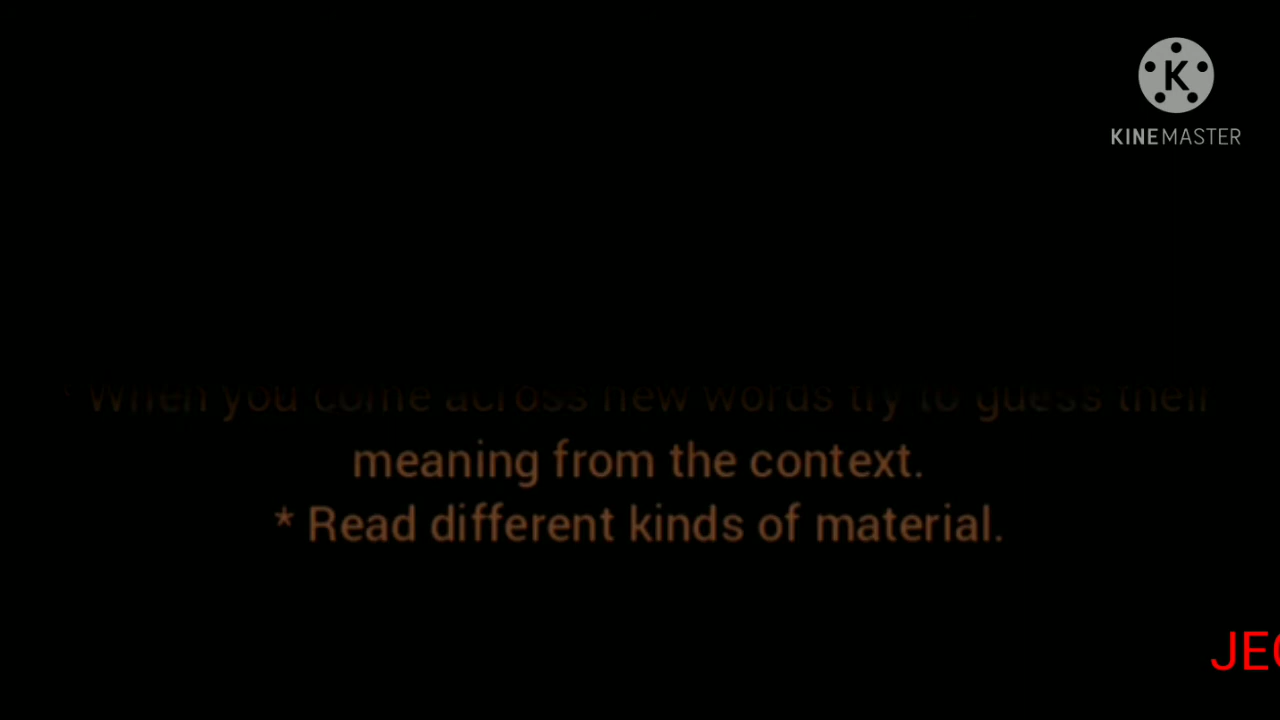 KINEMASTER
* When you come across new words try to guess their
meaning from the context.
* Read different kinds of material.